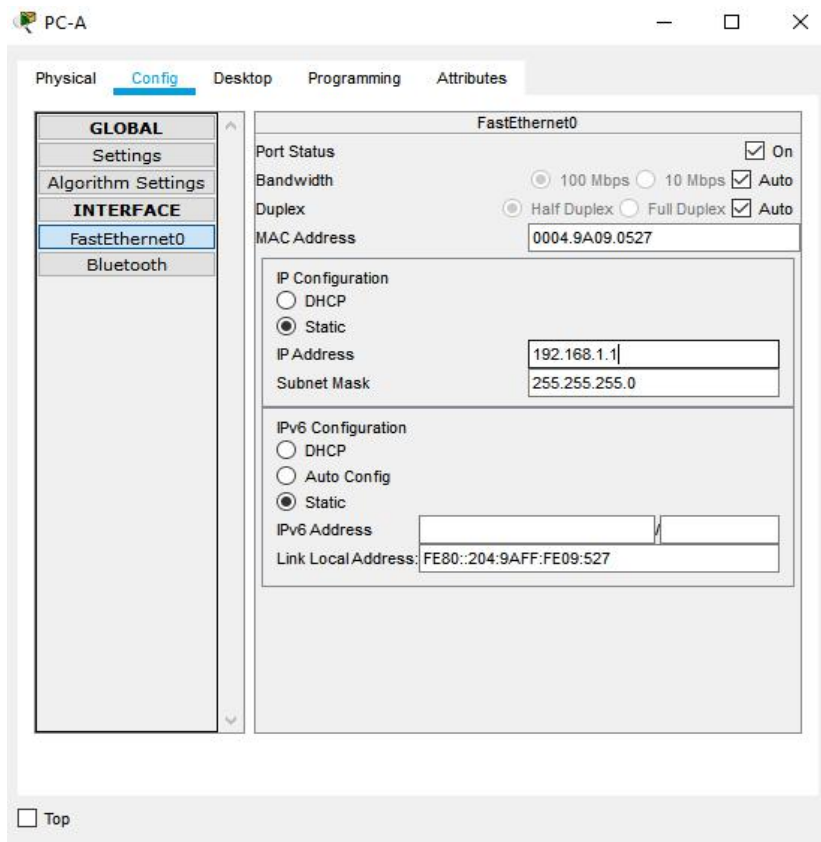 PC-A
Physical Config Desktop Programming Attributes
GLOBAL
Settings
Algorithm Settings
INTERFACE
FastEthernet0
Bluetooth
FastEthernet0
Port Status On
Bandwidth 100 Mbps 10 Mbps Auto
Duplex Half Duplex Full Duplex Auto
MAC Address 0004.9A09.0527
IP Configuration
DHCP
Static
IP Address 192.168.1.1
Subnet Mask 255.255.255.0
IPv6 Configuration
DHCP
Auto Config
Static
IPv6 Address /
Link Local Address: FE80::204:9AFF:FE09:527
Top